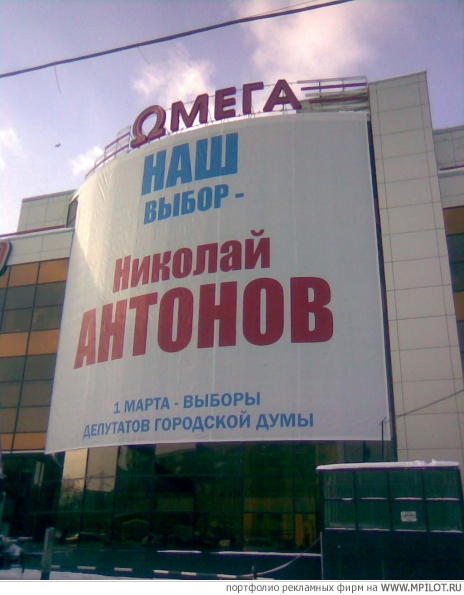 ΩМЕГА
НАШ
ВЫБОР -
Николай
АНТОНОВ
1 МАРТА - ВЫБОРЫ
ДЕПУТАТОВ ГОРОДСКОЙ ДУМЫ
портфолио рекламных фирм на WWW.MPILOT.RU